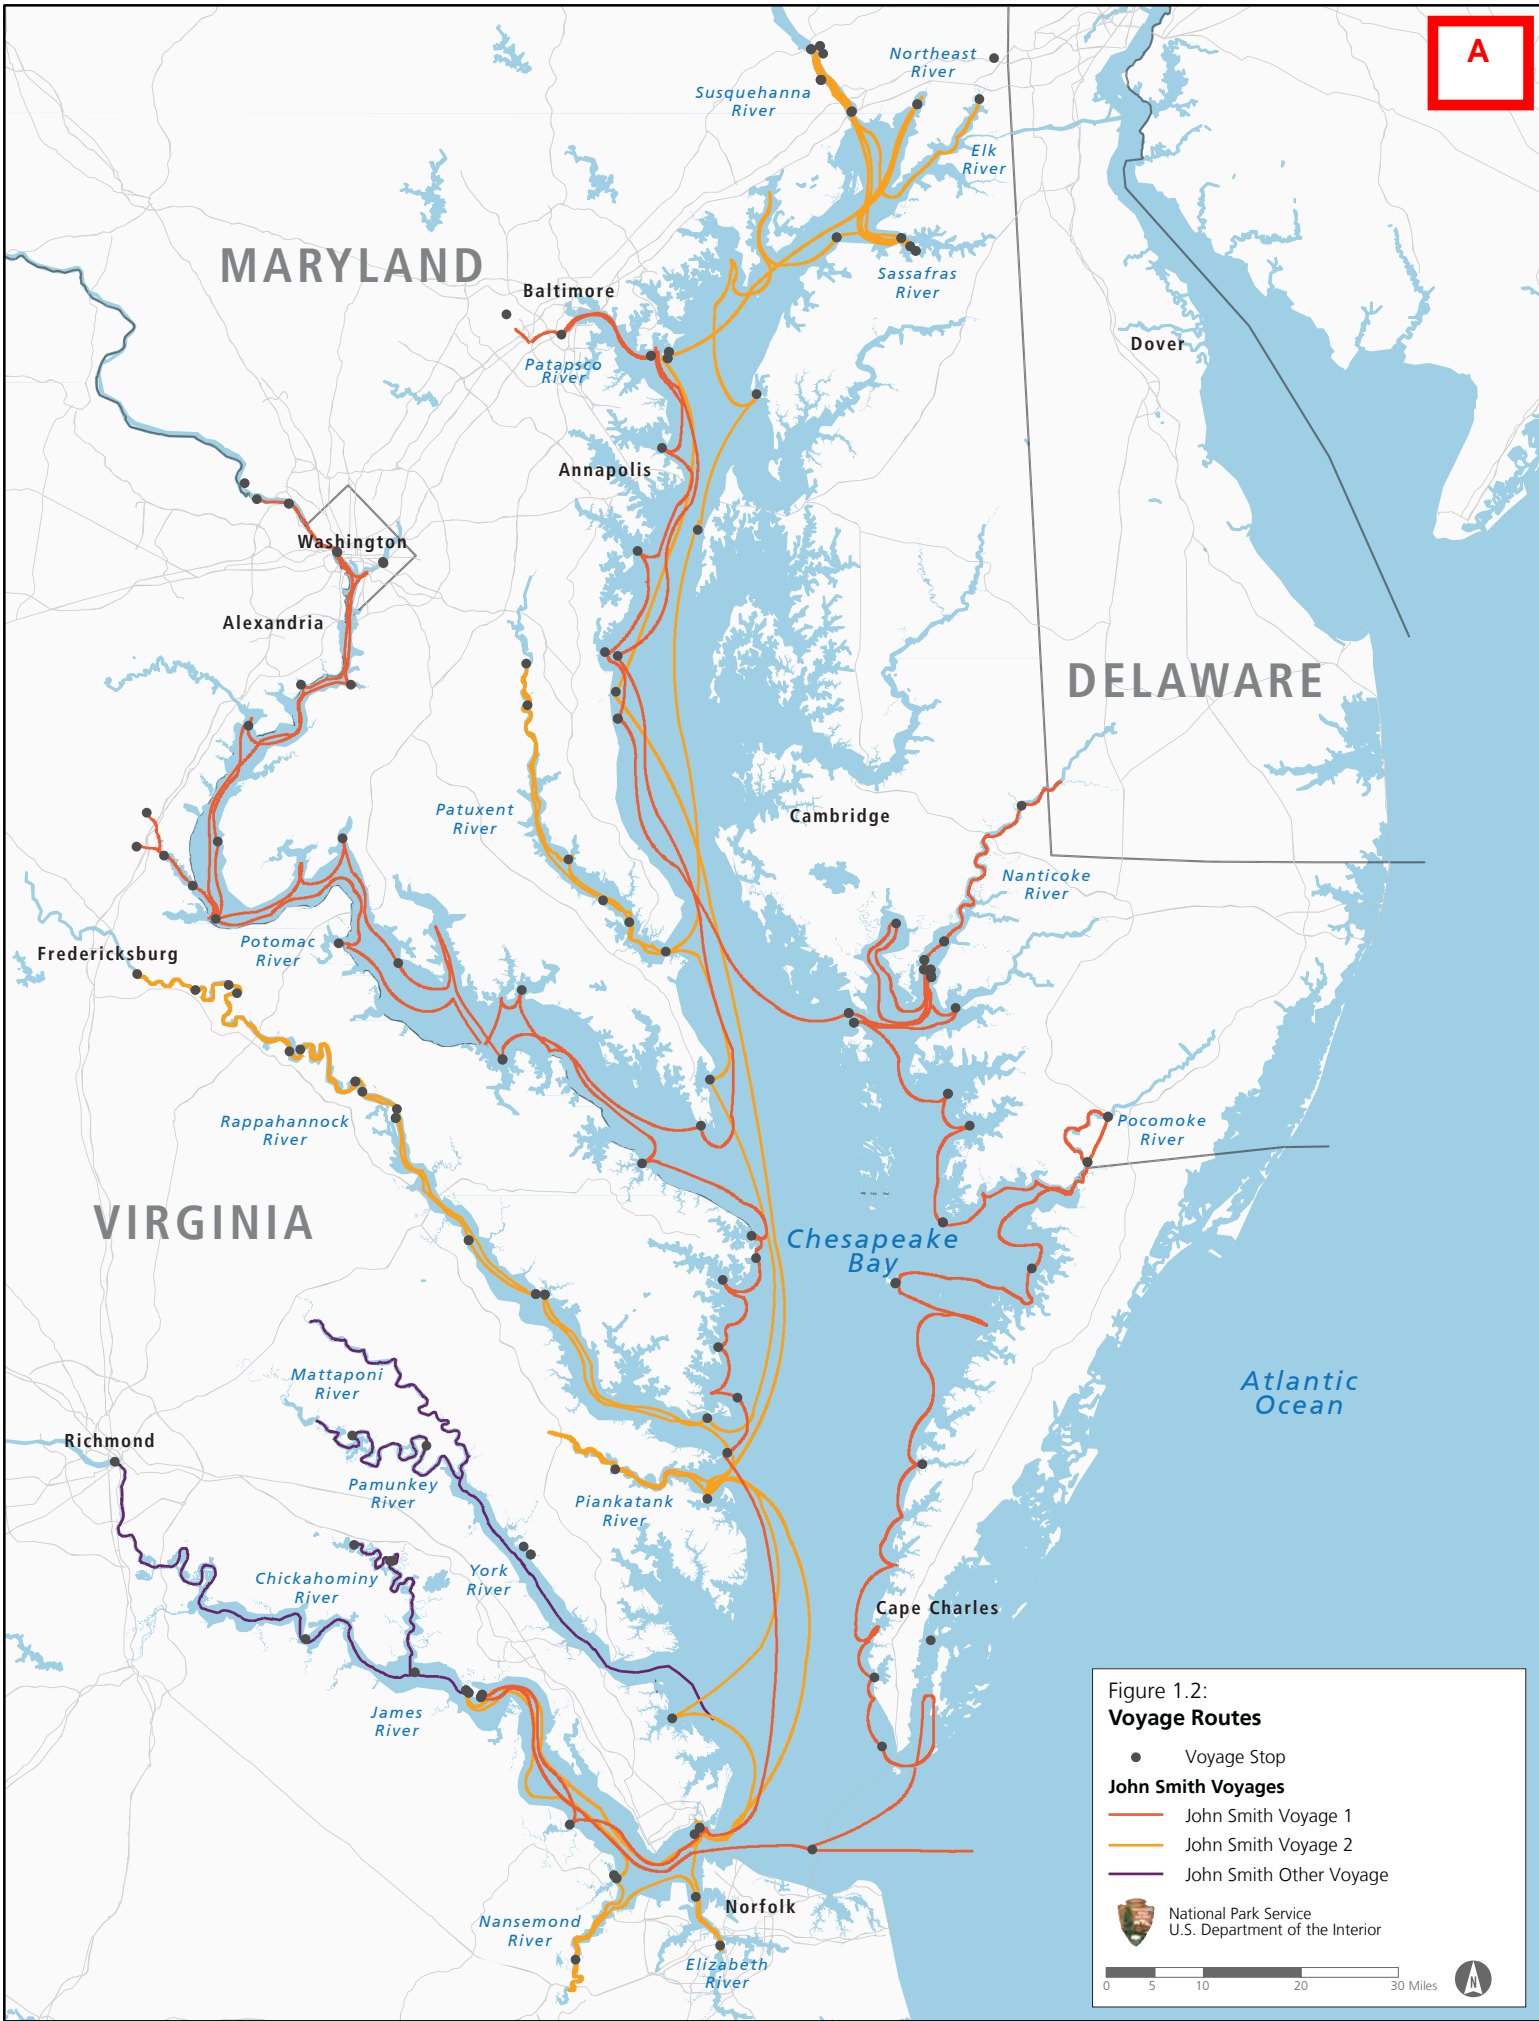 A
Northeast
River
Susquehanna
River
Elk
River
MARYLAND
Sassafras
River
Baltimore
Dover
Patapsco
River
Annapolis
Washington
Alexandria
DELAWARE
Patuxent
River
Cambridge
Nanticoke
River
Potomac
River
Fredericksburg
Rappahannock
River
Pocomoke
River
VIRGINIA
Chesapeake
Bay
Mattaponi
River
Atlantic
Ocean
Richmond
Pamunkey
River
Piankatank
River
Chickahominy
River
York
River
Cape Charles
James
River
Norfolk
Nansemond
River
Elizabeth
River
Figure 1.2:
Voyage Routes
Voyage Stop
John Smith Voyages
John Smith Voyage 1
John Smith Voyage 2
John Smith Other Voyage
National Park Service
U.S. Department of the Interior
0 5 10 20 30 Miles
N